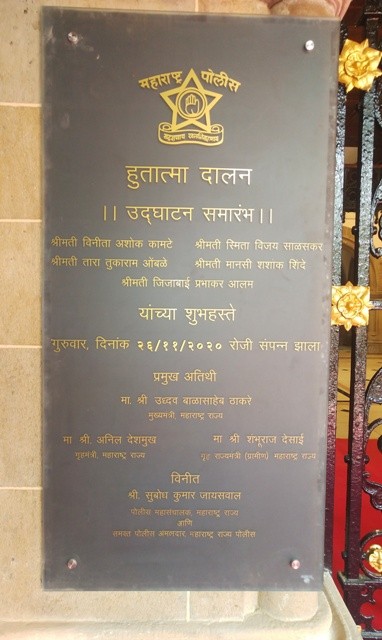 महाराष्ट्र पोलीस
हुतात्मा दालन
।। उद्‌घाटन समारंभ।।
श्रीमती विनीता अशोक कामटे श्रीमती स्मिता विजय साळसकर
श्रीमती तारा तुकाराम ओंबळे श्रीमती मानसी शशाक शिंदे
श्रीमती जिजाबाई प्रभाकर आलम
यांच्या शुभहस्ते
गुरुवार, दिनांक २६/११/२०२० रोजी संपन्न झाला
प्रमुख अतिथी
मा. श्री. उध्दव बाळासाहेब ठाकरे
मुख्यमंत्री, महाराष्ट्र राज्य
मा श्री. अनिल देशमुख मा श्री शंभूराज देसाई
गृहमंत्री, महाराष्ट्र राज्य गृह राज्यमंत्री (ग्रामीण) महाराष्ट्र राज्य
विनीत
श्री. सुबोध कुमार जायसवाल
पोलीस महासंचालक, महाराष्ट्र राज्य
आणि
समस्त पोलीस अंमलदार, महाराष्ट्र राज्य पोलीस